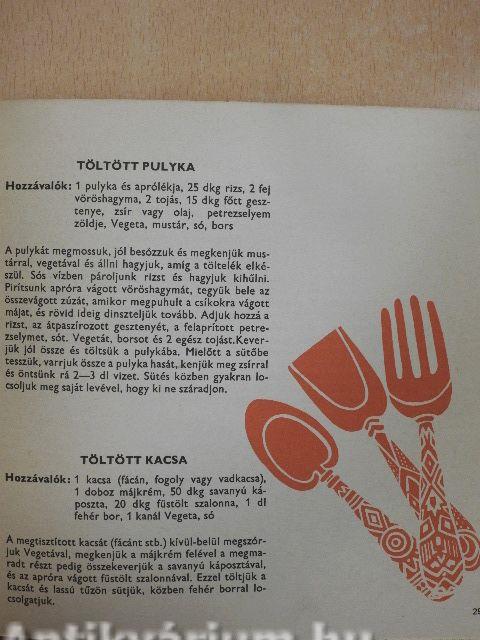 TÖLTÖTT PULYKA
Hozzávalók: 1 pulyka és aprólékja, 25 dkg rizs, 2 fej
vöröshagyma, 2 tojás, 15 dkg főtt gesz-
tenye, zsír vagy olaj, petrezselyem
zöldje, Vegeta, mustár, só, bors
A pulykát megmossuk, jól besózzuk és megkenjük mus-
tárral, vegetával és állni hagyjuk, amíg a töltelék elké-
szül. Sós vízben pároljunk rizst és hagyjuk kihűlni.
Pirítsunk apróra vágott vöröshagymát, tegyük bele az
összevágott zúzát, amikor megpuhult a csíkokra vágott
májat, és rövid ideig dinszteljük tovább. Adjuk hozzá a
rizst, az átpaszírozott gesztenyét, a felaprított petre-
zselymet, sót. Vegetát, borsot és 2 egész tojást.Kever-
jük jól össze és töltsük a pulykába. Mielőtt a sütőbe
tesszük, varrjuk össze a pulyka hasát, kenjük meg zsírral
és öntsünk rá 2—3 dl vizet. Sütés közben gyakran lo-
csoljuk meg saját levével, hogy ki ne száradjon.
TÖLTÖTT KACSA
Hozzávalók: 1 kacsa (fácán, fogoly vagy vadkacsa),
1 doboz májkrém, 50 dkg savanyú ká-
poszta, 20 dkg füstölt szalonna, 1 dl
fehér bor, 1 kanál Vegeta, só
A megtisztított kacsát (fácánt stb.) kívül-belül megszór-
juk Vegetával, megkenjük a májkrém felével a megma-
radt részt pedig összekeverjük a savanyú káposztával,
és az apróra vágott füstölt szalonnával. Ezzel töltjük a
kacsát és lassú tűzön sütjük, közben fehér borral lo-
csolgatjuk.
Antikvárium.hu